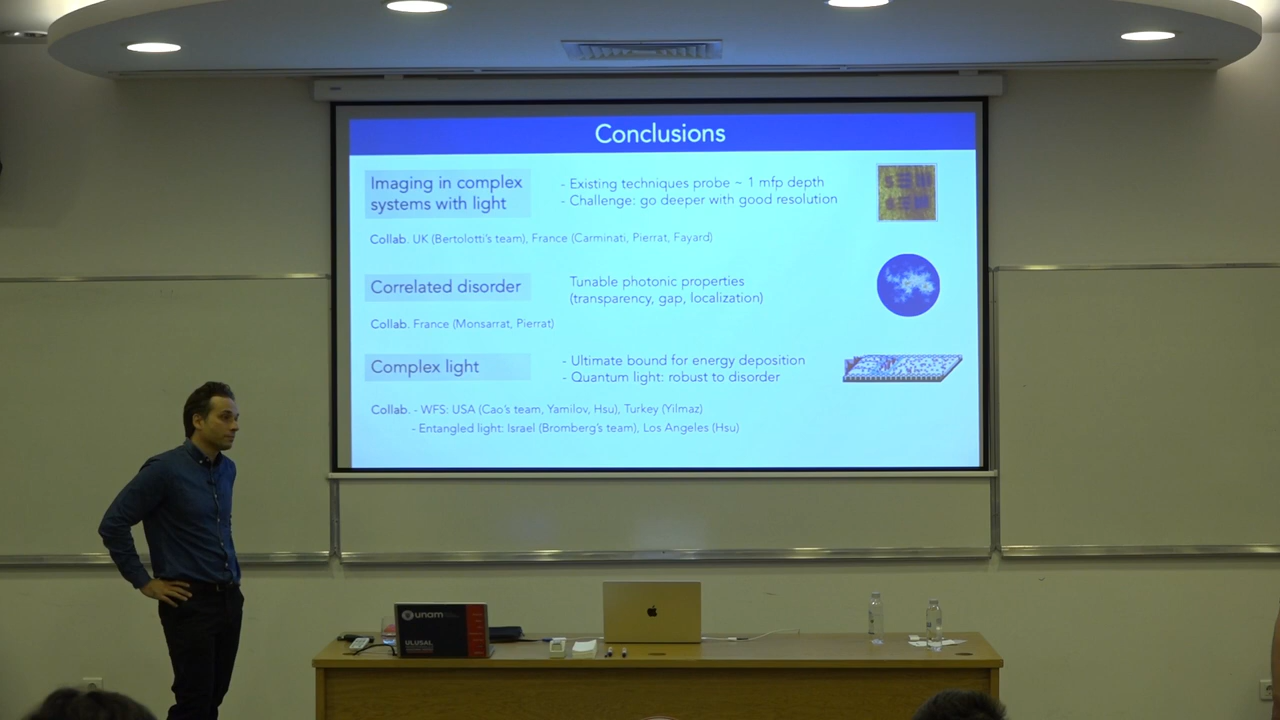 Conclusions
Imaging in complex
systems with light
- Existing techniques probe ~ 1 mfp depth
- Challenge: go deeper with good resolution
Collab. UK (Bertolotti's team), France (Carminati, Pierrat, Fayard)
Correlated disorder
Tunable photonic properties
(transparency, gap, localization)
Collab. France (Monsarrat, Pierrat)
Complex light
- Ultimate bound for energy deposition
- Quantum light: robust to disorder
Collab. - WFS: USA (Cao's team, Yamilov, Hsu), Turkey (Yilmaz)
- Entangled light: Israel (Bromberg's team), Los Angeles (Hsu)
unam
ULUSAL